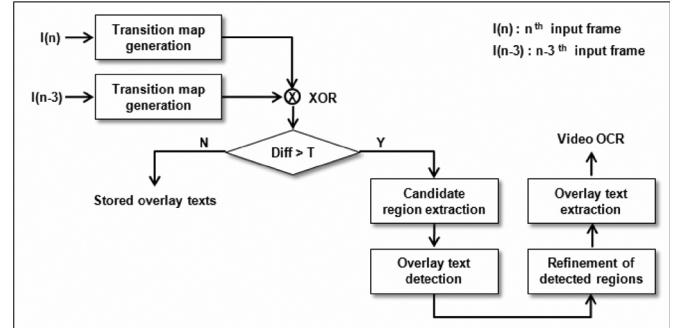 I(n)
Transition map
generation
I(n) : n th input frame
I(n-3) : n-3 th input frame
I(n-3)
Transition map
generation
X
XOR
N
Diff > T
Y
Stored overlay texts
Video OCR
Candidate
region extraction
Overlay text
extraction
Overlay text
detection
Refinement of
detected regions